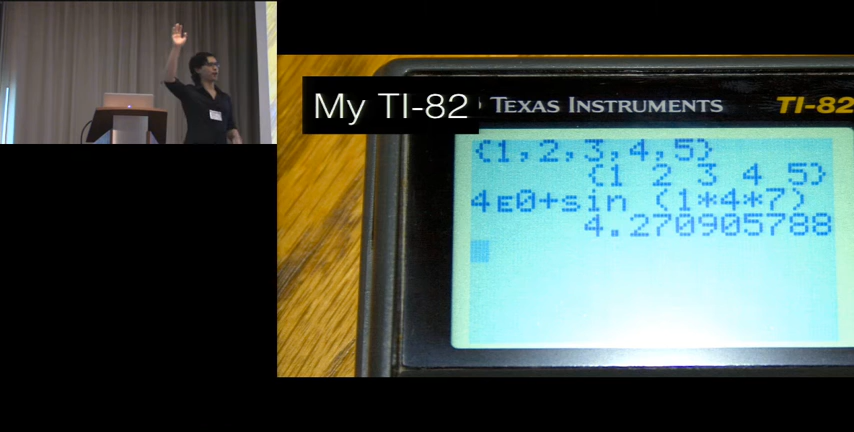 My TI-82
TEXAS INSTRUMENTS TI-82
{1,2,3,4,5}
{1 2 3 4 5}
4ᴇ0+sin (1*4*7)
4.270905788